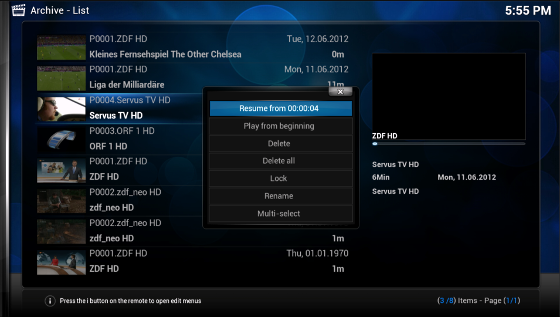 Archive - List
5:55 PM
P0001.ZDF HD
Tue, 12.06.2012
Kleines Fernsehspiel The Other Chelsea
0m
P0001.ZDF HD
Mon, 11.06.2012
Liga der Milliardäre
11m
P0004.Servus TV HD
Servus TV HD
P0003.ORF 1 HD
ORF 1 HD
P0001.ZDF HD
ZDF HD
P0002.zdf_neo HD
zdf_neo HD
P0002.zdf_neo HD
zdf_neo HD
1m
P0001.ZDF HD
Thu, 01.01.1970
ZDF HD
1m
Resume from 00:00:04
Play from beginning
Delete
Delete all
Lock
Rename
Multi-select
ZDF HD
Servus TV HD
6Min
Mon, 11.06.2012
Servus TV HD
Press the i button on the remote to open edit menus
(3 /8) Items - Page (1/1)